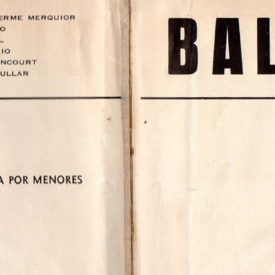 ERME MERQUIOR
O
L
IO
NCOURT
ULLAR
A POR MENORES
BAL